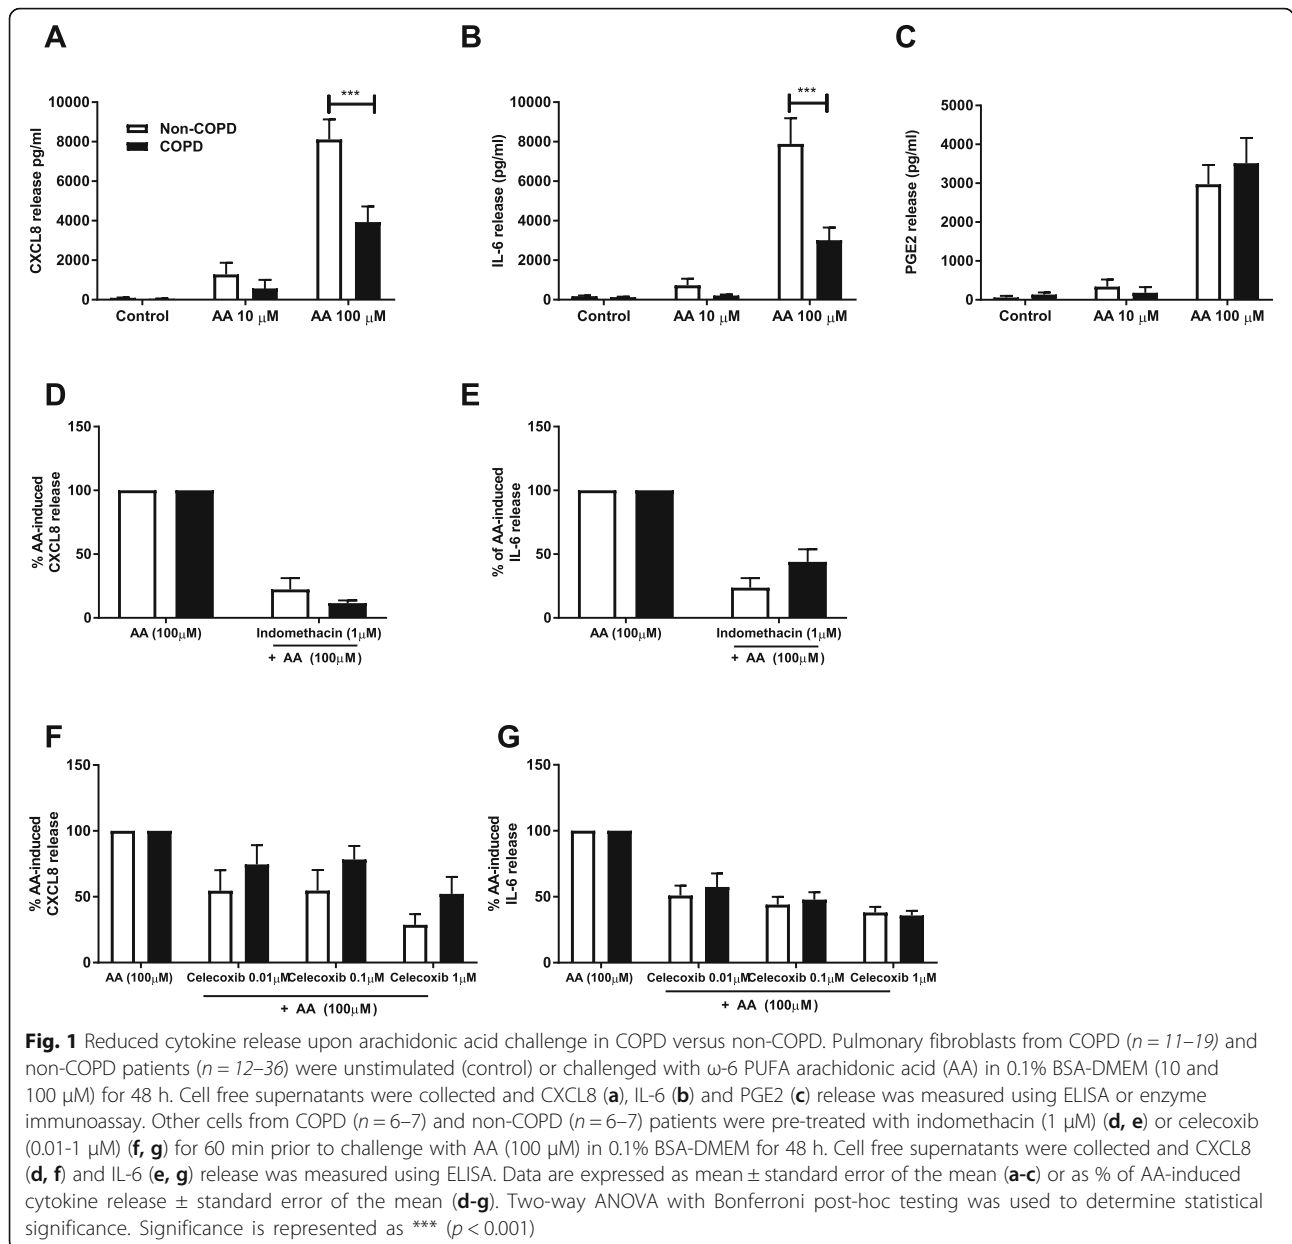 A
B
C
CXCL8 release pg/ml
10000
8000
6000
4000
2000
0
Non-COPD
COPD
***
Control
AA 10 μM
AA 100 μM
IL-6 release (pg/ml)
10000
8000
6000
4000
2000
0
***
Control
AA 10 μM
AA 100 μM
PGE2 release (pg/ml)
5000
4000
3000
2000
1000
0
Control
AA 10 μM
AA 100 μM
D
E
% AA-induced
CXCL8 release
150
100
50
0
AA (100μM)
Indomethacin (1μM)
+ AA (100μM)
% of AA-induced
IL-6 release
150
100
50
0
AA (100μM)
Indomethacin (1μM)
+ AA (100μM)
F
G
% AA-induced
CXCL8 release
150
100
50
0
AA (100μM)
Celecoxib 0.01μM
Celecoxib 0.1μM
Celecoxib 1μM
+ AA (100μM)
% AA-induced
IL-6 release
150
100
50
0
AA (100μM)
Celecoxib 0.01μM
Celecoxib 0.1μM
Celecoxib 1μM
+ AA (100μM)
Fig. 1 Reduced cytokine release upon arachidonic acid challenge in COPD versus non-COPD. Pulmonary fibroblasts from COPD (n = 11–19) and
non-COPD patients (n = 12–36) were unstimulated (control) or challenged with ω-6 PUFA arachidonic acid (AA) in 0.1% BSA-DMEM (10 and
100 μM) for 48 h. Cell free supernatants were collected and CXCL8 (a), IL-6 (b) and PGE2 (c) release was measured using ELISA or enzyme
immunoassay. Other cells from COPD (n = 6–7) and non-COPD (n = 6–7) patients were pre-treated with indomethacin (1 μM) (d, e) or celecoxib
(0.01-1 μM) (f, g) for 60 min prior to challenge with AA (100 μM) in 0.1% BSA-DMEM for 48 h. Cell free supernatants were collected and CXCL8
(d, f) and IL-6 (e, g) release was measured using ELISA. Data are expressed as mean ± standard error of the mean (a-c) or as % of AA-induced
cytokine release ± standard error of the mean (d-g). Two-way ANOVA with Bonferroni post-hoc testing was used to determine statistical
significance. Significance is represented as *** (p < 0.001)